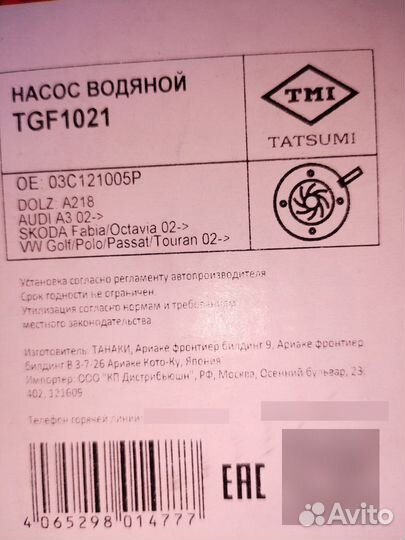 НАСОС ВОДЯНОЙ
TGF1021
TMI
TATSUMI
OE: 03C121005P
DOLZ: A218
AUDI A3 02->
SKODA Fabia/Octavia 02->
VW Golf/Polo/Passat/Touran 02->
Установка согласно регламенту автопроизводителя
Срок годности не ограничен
Утилизация согласно нормам и требованиям
местного законодательства
Изготовитель: ТАНАКИ, Ариаке фронтиер билдинг 9, Ариаке фронтиер
билдинг В 3-7-26 Ариаке Кото-Ку, Япония
Импортер: ООО "КП Дистрибьюшн", РФ, Москва, Осенний бульвар, 23,
402, 121609
Телефон горячей линии
4 065298 014777
EAC
Avito